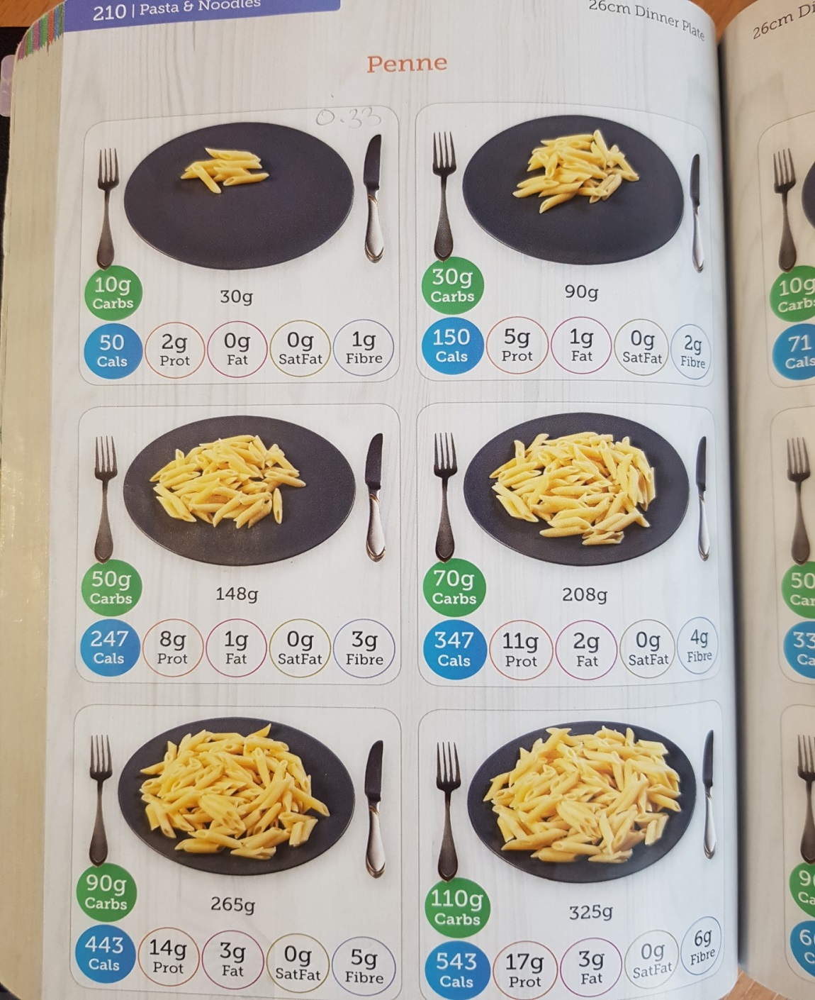 210 | Pasta & Noodles
26cm Dinner Plate
Penne
0.33
10g
Carbs
30g
50
Cals
2g
Prot
0g
Fat
0g
SatFat
1g
Fibre
30g
Carbs
90g
150
Cals
5g
Prot
1g
Fat
0g
SatFat
2g
Fibre
50g
Carbs
148g
247
Cals
8g
Prot
1g
Fat
0g
SatFat
3g
Fibre
70g
Carbs
208g
347
Cals
11g
Prot
2g
Fat
0g
SatFat
4g
Fibre
90g
Carbs
265g
443
Cals
14g
Prot
3g
Fat
0g
SatFat
5g
Fibre
110g
Carbs
325g
543
Cals
17g
Prot
3g
Fat
0g
SatFat
6g
Fibre
26cm
10g
71
Cals
50